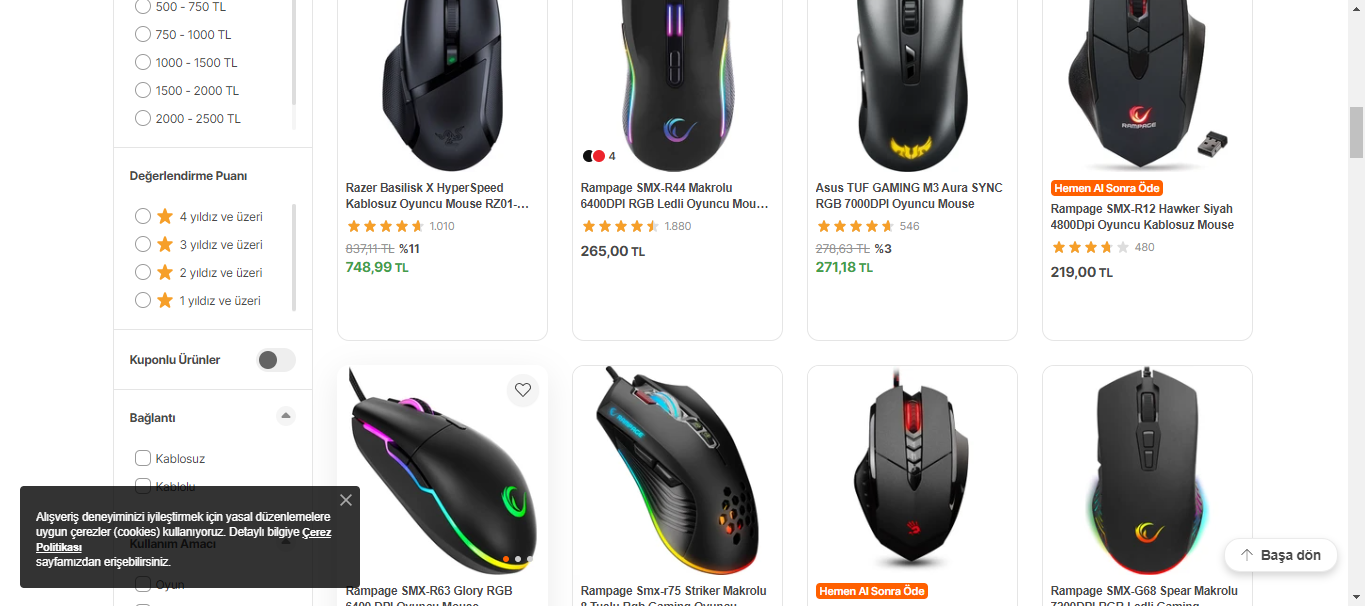 500 - 750 TL
750 - 1000 TL
1000 - 1500 TL
1500 - 2000 TL
2000 - 2500 TL
Değerlendirme Puanı
4 yıldız ve üzeri
3 yıldız ve üzeri
2 yıldız ve üzeri
1 yıldız ve üzeri
Kuponlu Ürünler
Bağlantı
Kablosuz
Kablolu
Kullanım Amacı
Oyun
Alışveriş deneyiminizi iyileştirmek için yasal düzenlemelere
uygun çerezler (cookies) kullanıyoruz. Detaylı bilgiye Çerez
Politikası
sayfamızdan erişebilirsiniz.
Razer Basilisk X HyperSpeed
Kablosuz Oyuncu Mouse RZ01-...
1.010
837,11 TL %11
748,99 TL
4
Rampage SMX-R44 Makrolu
6400DPI RGB Ledli Oyuncu Mou...
1.880
265,00 TL
Asus TUF GAMING M3 Aura SYNC
RGB 7000DPI Oyuncu Mouse
546
278,63 TL %3
271,18 TL
RAMPAGE
Hemen Al Sonra Öde
Rampage SMX-R12 Hawker Siyah
4800Dpi Oyuncu Kablosuz Mouse
480
219,00 TL
Rampage SMX-R63 Glory RGB
6400 DPI Oyuncu Mouse
RAMPAGE
Rampage Smx-r75 Striker Makrolu
8 Tuşlu Rgb Gaming Oyuncu
Hemen Al Sonra Öde
Rampage SMX-G68 Spear Makrolu
7200DPI RGB Ledli Gaming
Başa dön